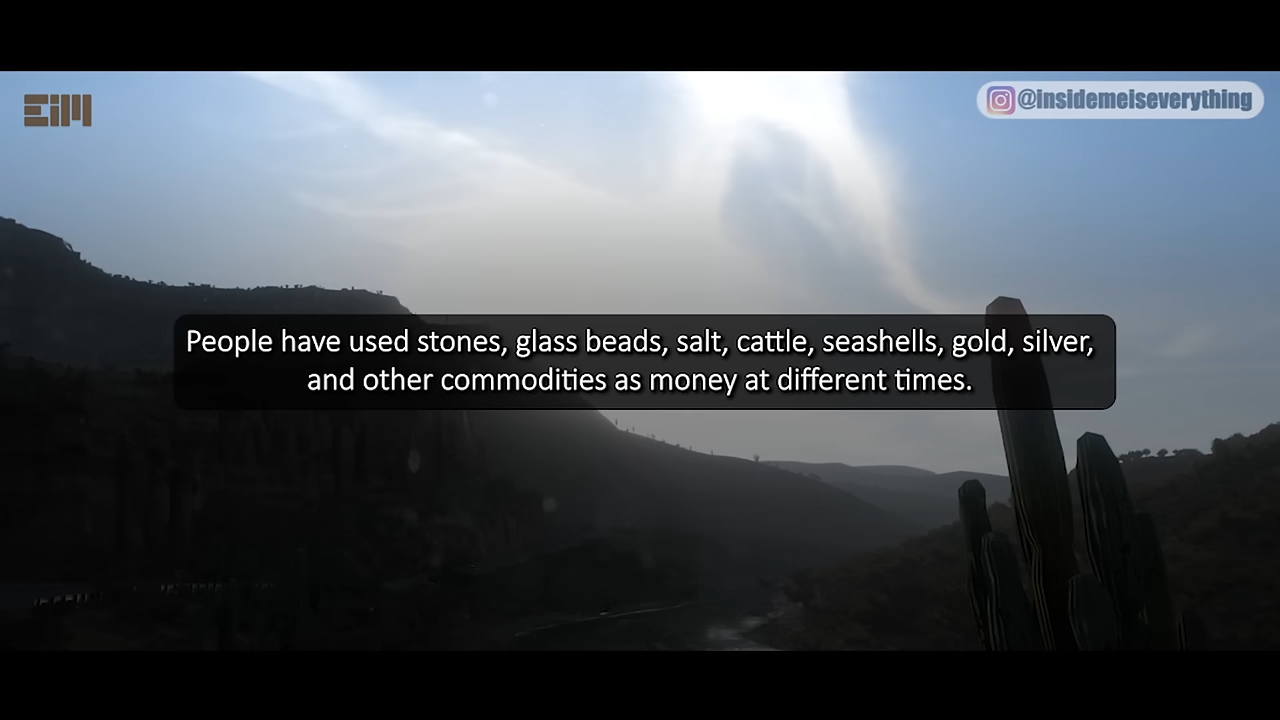 EiM
@insidemeiseverything
People have used stones, glass beads, salt, cattle, seashells, gold, silver,
and other commodities as money at different times.